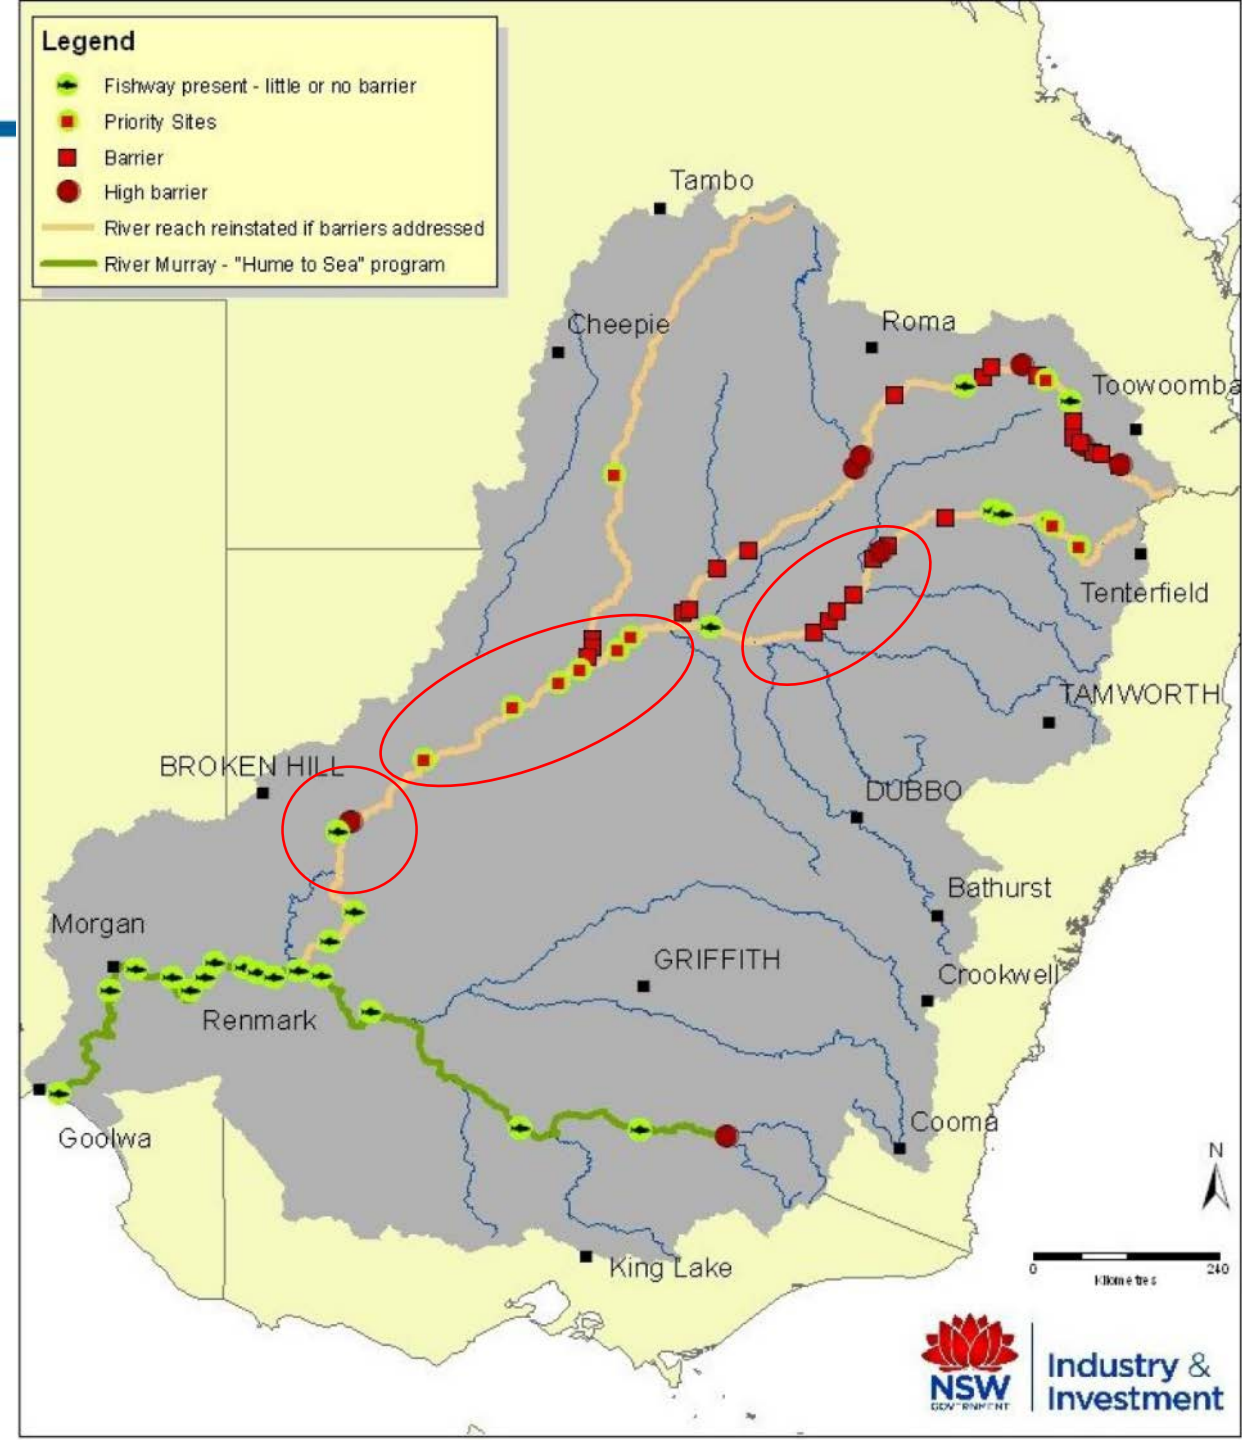 Legend
Fishway present - little or no barrier
Priority Sites
Barrier
High barrier
River reach reinstated if barriers addressed
River Murray - "Hume to Sea" program
Tambo
Cheepie
Roma
Toowoomba
Tenterfield
TAMWORTH
BROKEN HILL
DUBBO
Bathurst
Morgan
GRIFFITH
Crookwell
Renmark
Goolwa
Cooma
N
King Lake
0 240
Kilometres
NSW
GOVERNMENT
Industry &
Investment